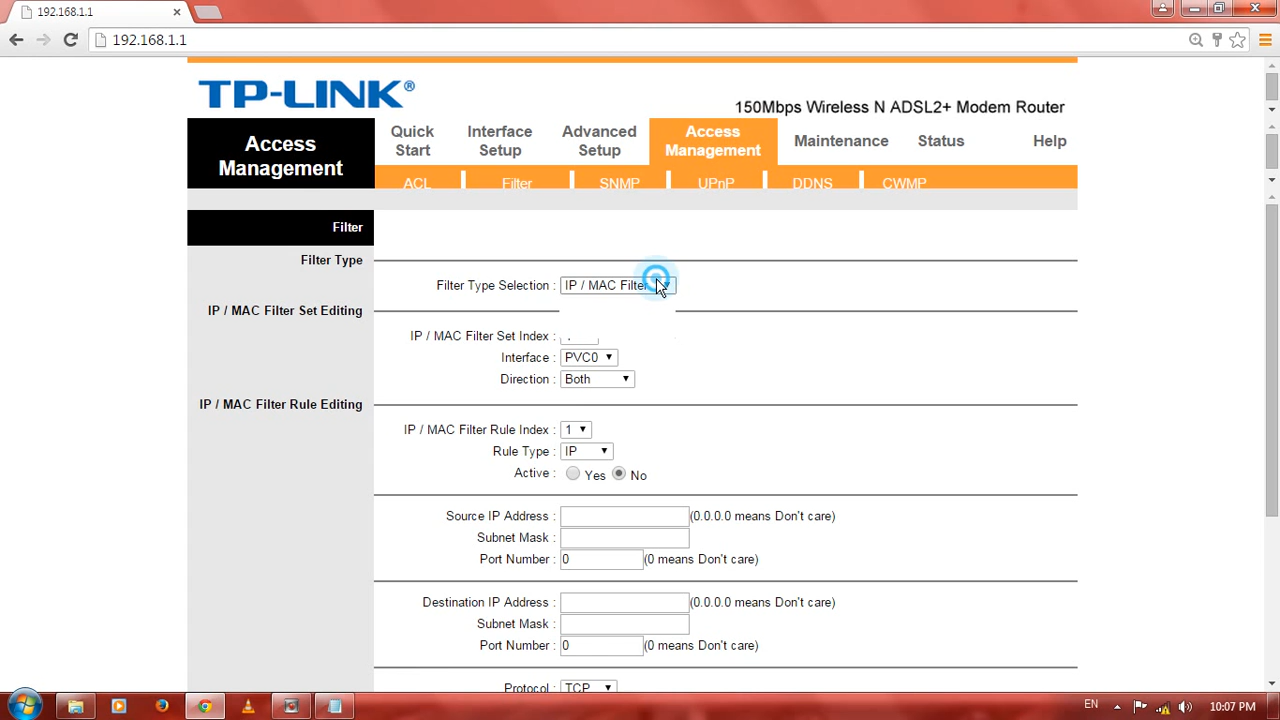 192.168.1.1
192.168.1.1
TP-LINK®
150Mbps Wireless N ADSL2+ Modem Router
Access
Management
Quick
Start
Interface
Setup
Advanced
Setup
Access
Management
Maintenance
Status
Help
ACL
Filter
SNMP
UPnP
DDNS
CWMP
Filter
Filter Type
Filter Type Selection : IP / MAC Filter
IP / MAC Filter Set Editing
IP / MAC Filter Set Index :
Interface : PVC0
Direction : Both
IP / MAC Filter Rule Editing
IP / MAC Filter Rule Index : 1
Rule Type : IP
Active : Yes No
Source IP Address : (0.0.0.0 means Don't care)
Subnet Mask :
Port Number : 0 (0 means Don't care)
Destination IP Address : (0.0.0.0 means Don't care)
Subnet Mask :
Port Number : 0 (0 means Don't care)
Protocol : TCP
EN
10:07 PM